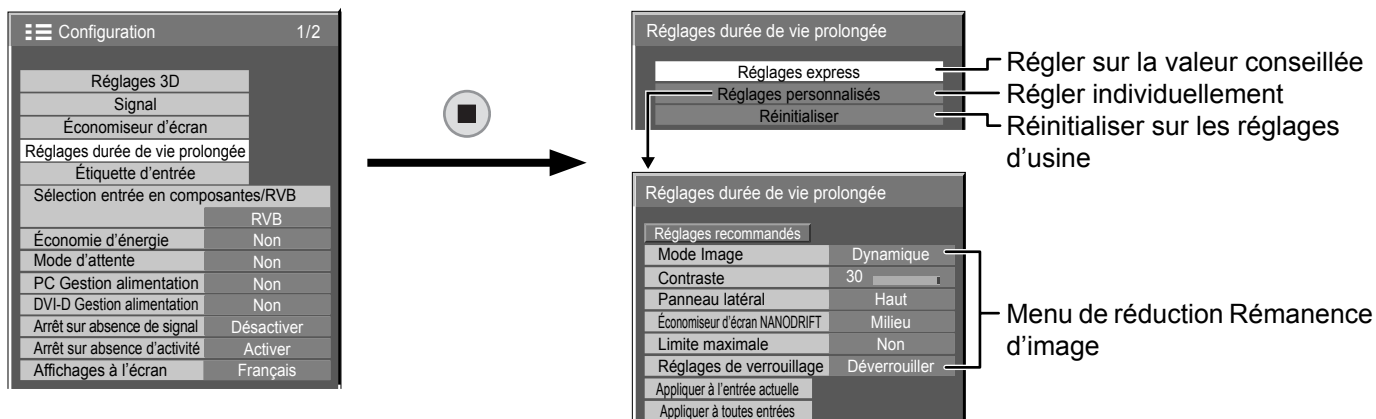 Configuration 1/2
Réglages 3D
Signal
Économiseur d'écran
Réglages durée de vie prolongée
Étiquette d'entrée
Sélection entrée en composantes/RVB
RVB
Économie d'énergie Non
Mode d'attente Non
PC Gestion alimentation Non
DVI-D Gestion alimentation Non
Arrêt sur absence de signal Désactiver
Arrêt sur absence d'activité Activer
Affichages à l'écran Français
Réglages durée de vie prolongée
Réglages express
Réglages personnalisés
Réinitialiser
Régler sur la valeur conseillée
Régler individuellement
Réinitialiser sur les réglages
d'usine
Réglages durée de vie prolongée
Réglages recommandés
Mode Image Dynamique
Contraste 30
Panneau latéral Haut
Économiseur d'écran NANODRIFT Milieu
Limite maximale Non
Réglages de verrouillage Déverrouiller
Appliquer à l'entrée actuelle
Appliquer à toutes entrées
Menu de réduction Rémanence
d'image